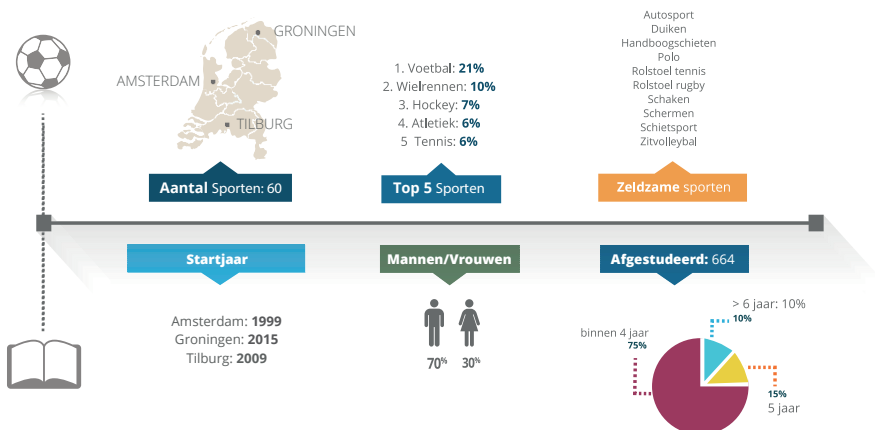 GRONINGEN
AMSTERDAM
TILBURG
Aantal Sporten: 60
1. Voetbal: 21%
2. Wielrennen: 10%
3. Hockey: 7%
4. Atletiek: 6%
5 Tennis: 6%
Top 5 Sporten
Autosport
Duiken
Handboogschieten
Polo
Rolstoel tennis
Rolstoel rugby
Schaken
Schermen
Schietsport
Zitvolleybal
Zeldzame sporten
Startjaar
Amsterdam: 1999
Groningen: 2015
Tilburg: 2009
Mannen/Vrouwen
70% 30%
Afgestudeerd: 664
> 6 jaar: 10%
10%
binnen 4 jaar
75%
15%
5 jaar